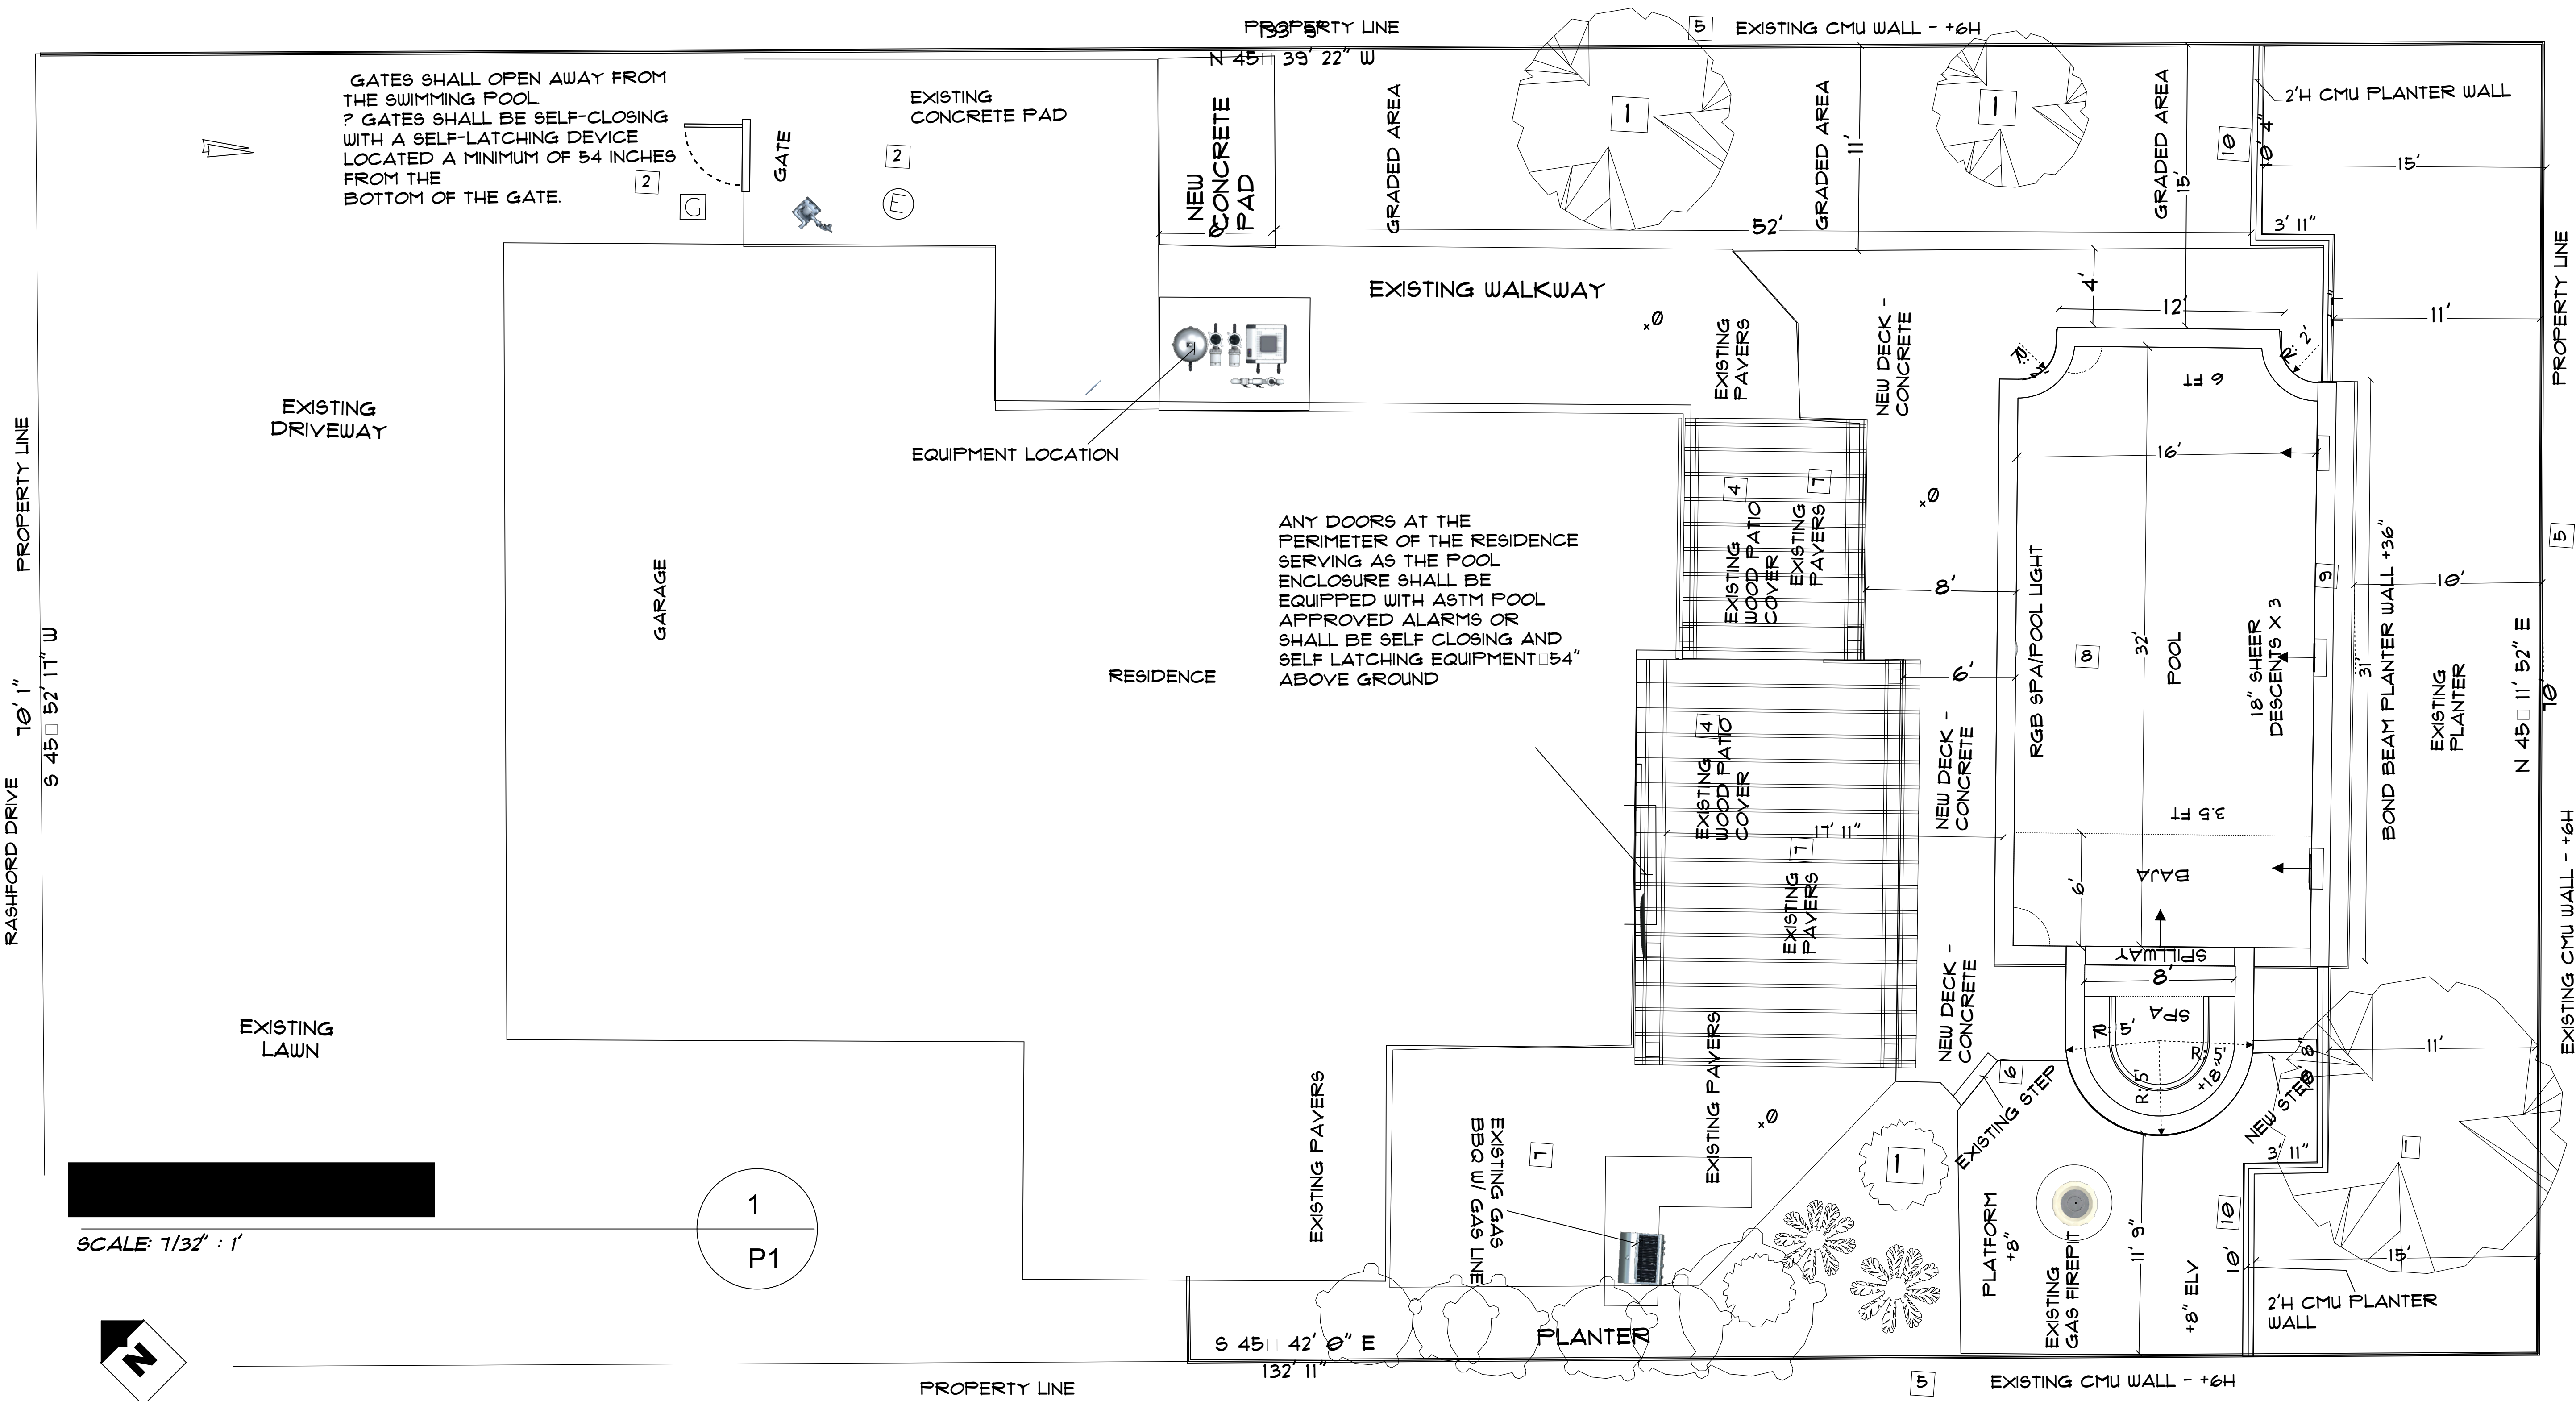 PROPERTY LINE
5
EXISTING CMU WALL - +6H
N 45□ 39' 22" W
GATES SHALL OPEN AWAY FROM
THE SWIMMING POOL.
? GATES SHALL BE SELF-CLOSING
WITH A SELF-LATCHING DEVICE
LOCATED A MINIMUM OF 54 INCHES
FROM THE
BOTTOM OF THE GATE.
2
G
GATE
EXISTING
CONCRETE PAD
2
E
NEW
CONCRETE
PAD
GRADED AREA
1
GRADED AREA
11'
1
GRADED AREA
15'
10
10' 4"
2'H CMU PLANTER WALL
15'
52'
3' 11"
PROPERTY LINE
EXISTING WALKWAY
+0
EXISTING
PAVERS
NEW DECK -
CONCRETE
4'
12'
11'
R: 2'
6 FT
16'
EXISTING
DRIVEWAY
PROPERTY LINE
EQUIPMENT LOCATION
GARAGE
RESIDENCE
ANY DOORS AT THE
PERIMETER OF THE RESIDENCE
SERVING AS THE POOL
ENCLOSURE SHALL BE
EQUIPPED WITH ASTM POOL
APPROVED ALARMS OR
SHALL BE SELF CLOSING AND
SELF LATCHING EQUIPMENT□54"
ABOVE GROUND
4
7
EXISTING
WOOD PATIO
COVER
EXISTING
PAVERS
+0
8'
6'
RGB SPA/POOL LIGHT
8
32'
POOL
18" SHEER
DESCENTS X 3
9
31'
BOND BEAM PLANTER WALL +36"
10'
5
EXISTING
PLANTER
N 45□ 11' 52" E
70'
70' 1"
S 45□ 52' 17" W
RASHFORD DRIVE
4
EXISTING
WOOD PATIO
COVER
17' 11"
7
EXISTING
PAVERS
NEW DECK -
CONCRETE
3.5 FT
6'
BAJA
SPILLWAY
8'
SPA
R: 5'
R: 5'
R: 5'
+18"
NEW DECK -
CONCRETE
EXISTING CMU WALL - +6H
11'
EXISTING
LAWN
EXISTING PAVERS
EXISTING GAS
BBQ W/ GAS LINE
7
EXISTING PAVERS
+0
1
6
EXISTING STEP
NEW STEP
3' 11"
1
10
10'
15'
PLATFORM
+8"
EXISTING
GAS FIREPIT
11' 9"
+8" ELV
2'H CMU PLANTER
WALL
1
P1
SCALE: 7/32" : 1'
N
S 45□ 42' 0" E
PLANTER
132' 11"
PROPERTY LINE
5
EXISTING CMU WALL - +6H